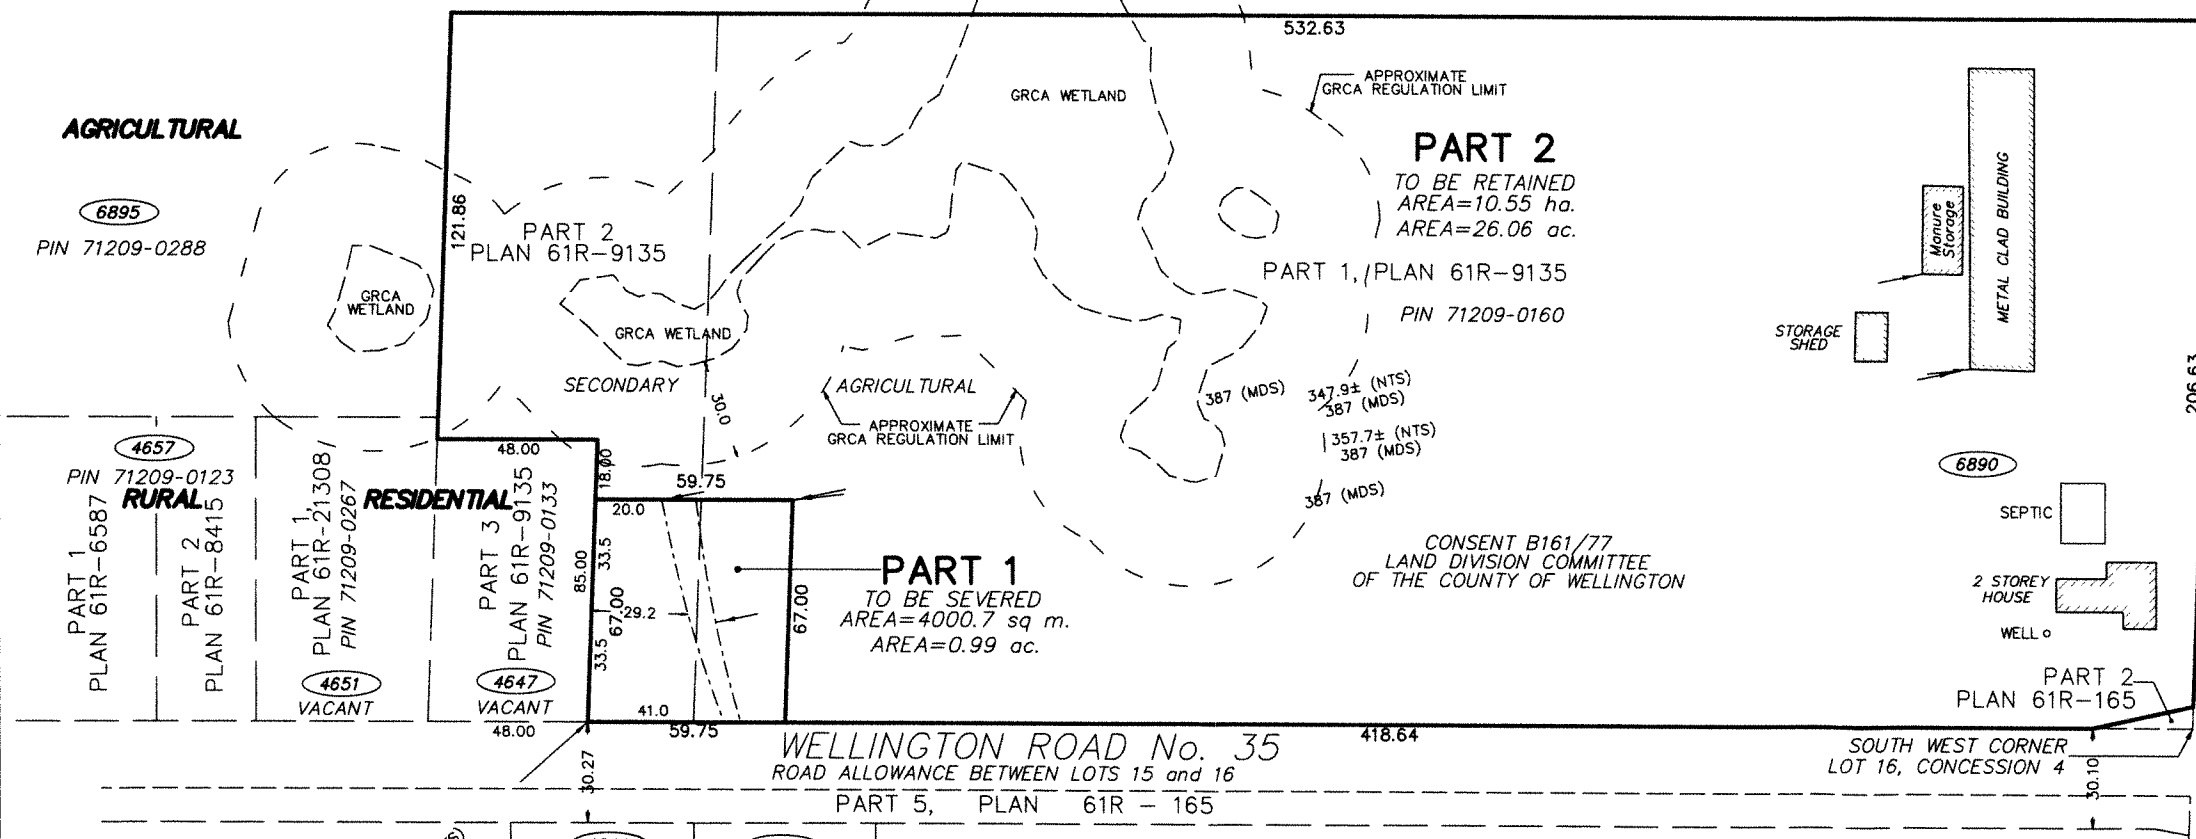 532.63
AGRICULTURAL
6895
PIN 71209-0288
GRCA WETLAND
APPROXIMATE
GRCA REGULATION LIMIT
PART 2
TO BE RETAINED
AREA=10.55 ha.
AREA=26.06 ac.
PART 1, PLAN 61R-9135
PIN 71209-0160
121.86
PART 2
PLAN 61R-9135
GRCA
WETLAND
GRCA WETLAND
SECONDARY
AGRICULTURAL
30.0
APPROXIMATE
GRCA REGULATION LIMIT
387 (MDS)
347.9± (NTS)
387 (MDS)
357.7± (NTS)
387 (MDS)
387 (MDS)
Manure
Storage
METAL CLAD BUILDING
STORAGE
SHED
206.63
6890
SEPTIC
2 STOREY
HOUSE
WELL
CONSENT B161/77
LAND DIVISION COMMITTEE
OF THE COUNTY OF WELLINGTON
4657
PIN 71209-0123
RURAL
RESIDENTIAL
PART 1
PLAN 61R-6587
PART 2
PLAN 61R-8415
PART 1,
PLAN 61R-21308
PIN 71209-0267
PART 3
PLAN 61R-9135
PIN 71209-0133
4651
VACANT
4647
VACANT
48.00
18.00
59.75
20.0
33.5
85.00
67.00
29.2
33.5
67.00
41.0
PART 1
TO BE SEVERED
AREA=4000.7 sq m.
AREA=0.99 ac.
48.00
59.75
418.64
PART 2
PLAN 61R-165
WELLINGTON ROAD No. 35
ROAD ALLOWANCE BETWEEN LOTS 15 and 16
SOUTH WEST CORNER
LOT 16, CONCESSION 4
30.27
30.10
PART 5, PLAN 61R - 165